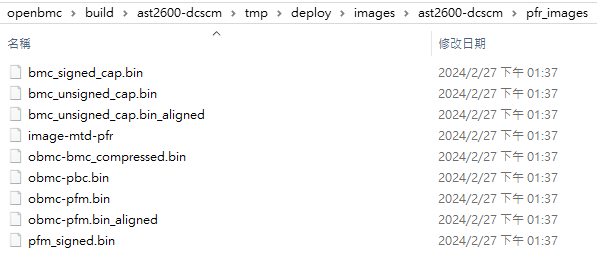 openbmc > build > ast2600-dcscm > tmp > deploy > images > ast2600-dcscm > pfr_images
名稱 修改日期
bmc_signed_cap.bin 2024/2/27 下午 01:37
bmc_unsigned_cap.bin 2024/2/27 下午 01:37
bmc_unsigned_cap.bin_aligned 2024/2/27 下午 01:37
image-mtd-pfr 2024/2/27 下午 01:37
obmc-bmc_compressed.bin 2024/2/27 下午 01:37
obmc-pbc.bin 2024/2/27 下午 01:37
obmc-pfm.bin 2024/2/27 下午 01:37
obmc-pfm.bin_aligned 2024/2/27 下午 01:37
pfm_signed.bin 2024/2/27 下午 01:37